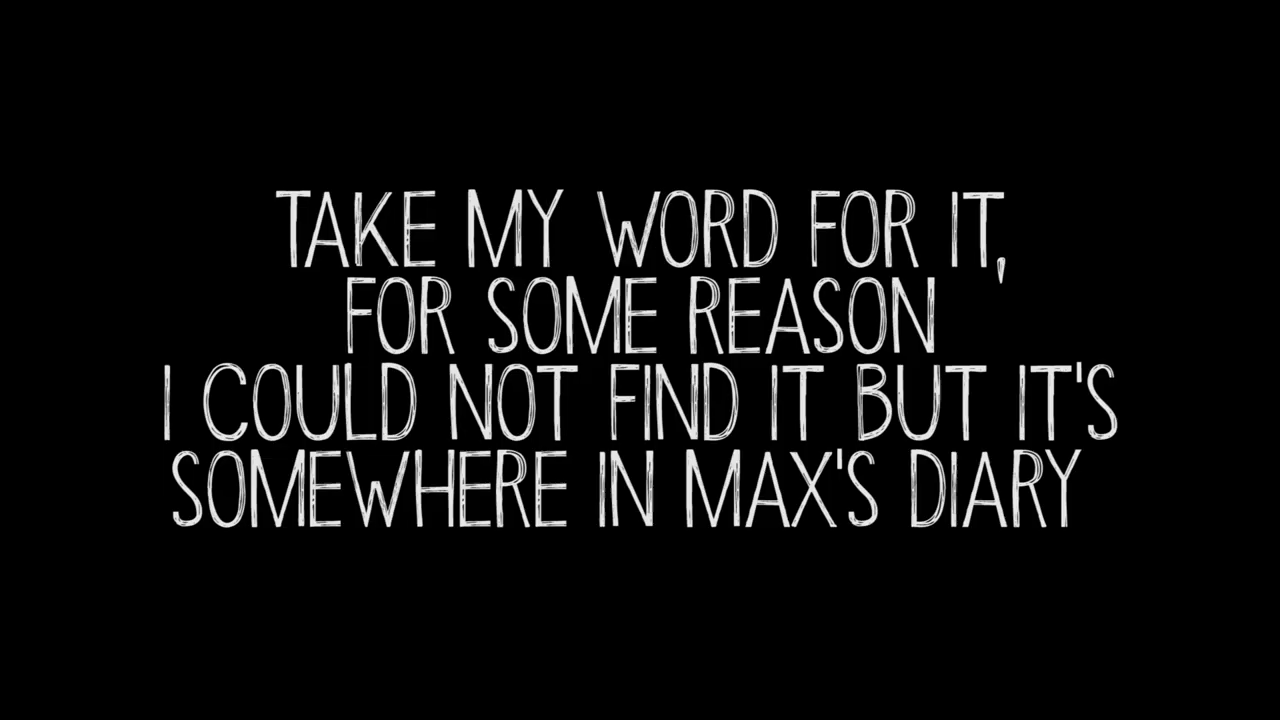 TAKE MY WORD FOR IT,
FOR SOME REASON
I COULD NOT FIND IT BUT IT'S
SOMEWHERE IN MAX'S DIARY